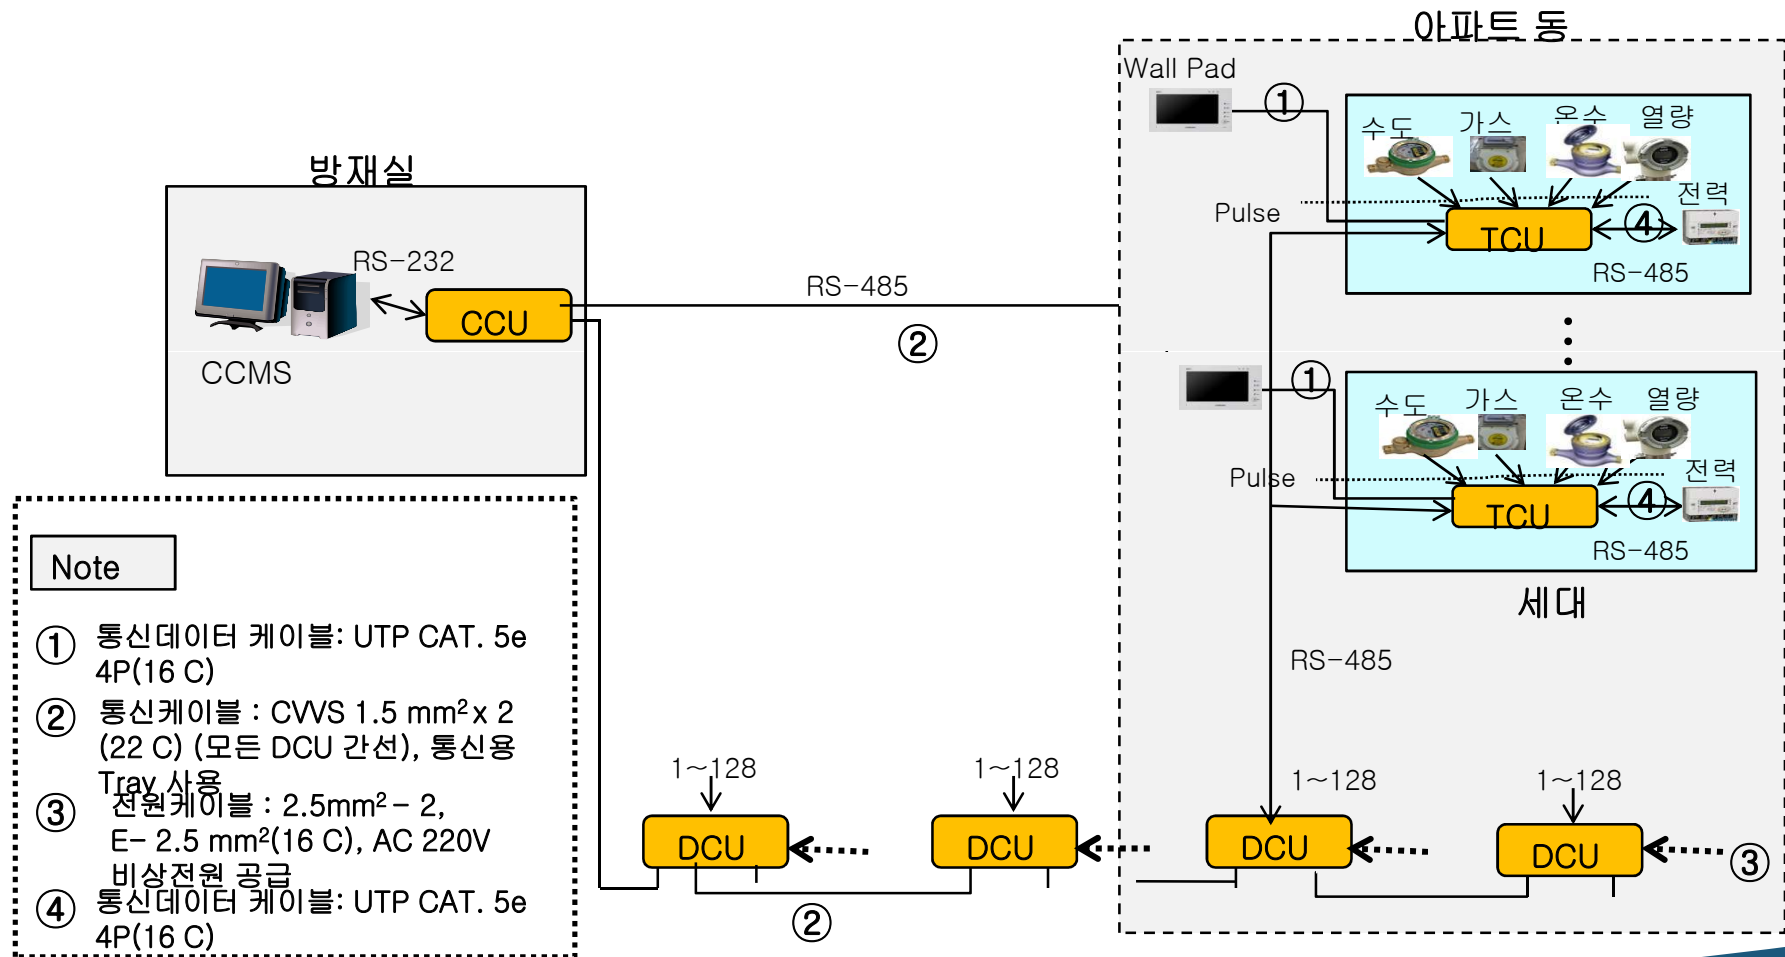 아파트 동
Wall Pad
①
수도
가스
온수
열량
방재실
전력
Pulse
④
TCU
RS-232
RS-485
RS-485
CCU
②
CCMS
①
수도
가스
온수
열량
전력
Pulse
④
TCU
RS-485
세대
Note
① 통신데이터 케이블: UTP CAT. 5e
4P(16 C)
② 통신케이블 : CVVS 1.5 mm² x 2
(22 C) (모든 DCU 간선), 통신용
Tray 사용
③ 전원케이블 : 2.5mm² – 2,
E– 2.5 mm²(16 C), AC 220V
비상전원 공급
④ 통신데이터 케이블: UTP CAT. 5e
4P(16 C)
RS-485
1~128
1~128
1~128
1~128
DCU
DCU
DCU
DCU
③
②